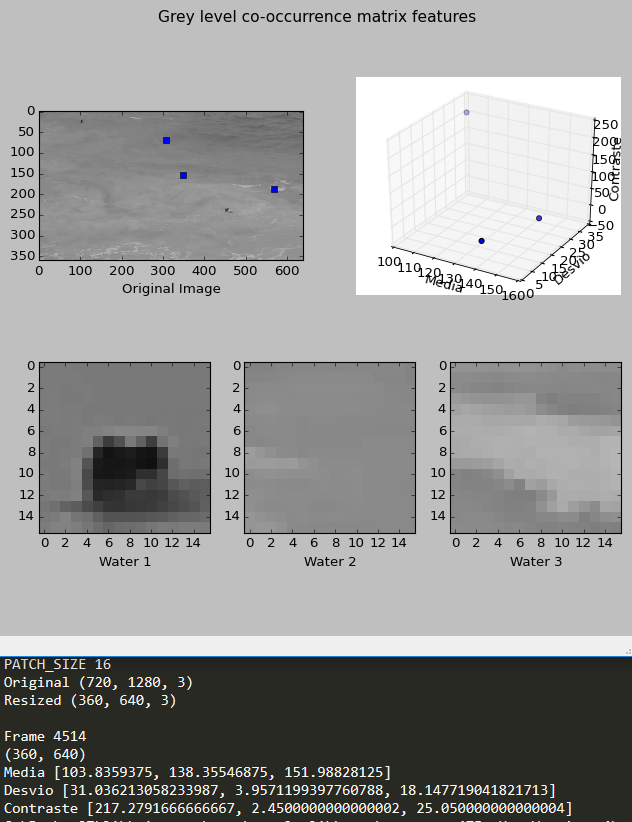 Grey level co-occurrence matrix features
0
50
100
150
200
250
300
350
0 100 200 300 400 500 600
Original Image
250
200
150
100
50
0
−50
Contraste
100 110 120 130 140 150 160
Media
0 5 10 15 20 25 30 35
Desvio
0
2
4
6
8
10
12
14
0 2 4 6 8 10 12 14
Water 1
0
2
4
6
8
10
12
14
0 2 4 6 8 10 12 14
Water 2
0
2
4
6
8
10
12
14
0 2 4 6 8 10 12 14
Water 3
PATCH_SIZE 16
Original (720, 1280, 3)
Resized (360, 640, 3)
Frame 4514
(360, 640)
Media [103.8359375, 138.35546875, 151.98828125]
Desvio [31.036213058233987, 3.9571199397760788, 18.147719041821713]
Contraste [217.2791666666667, 2.4500000000000002, 25.050000000000004]